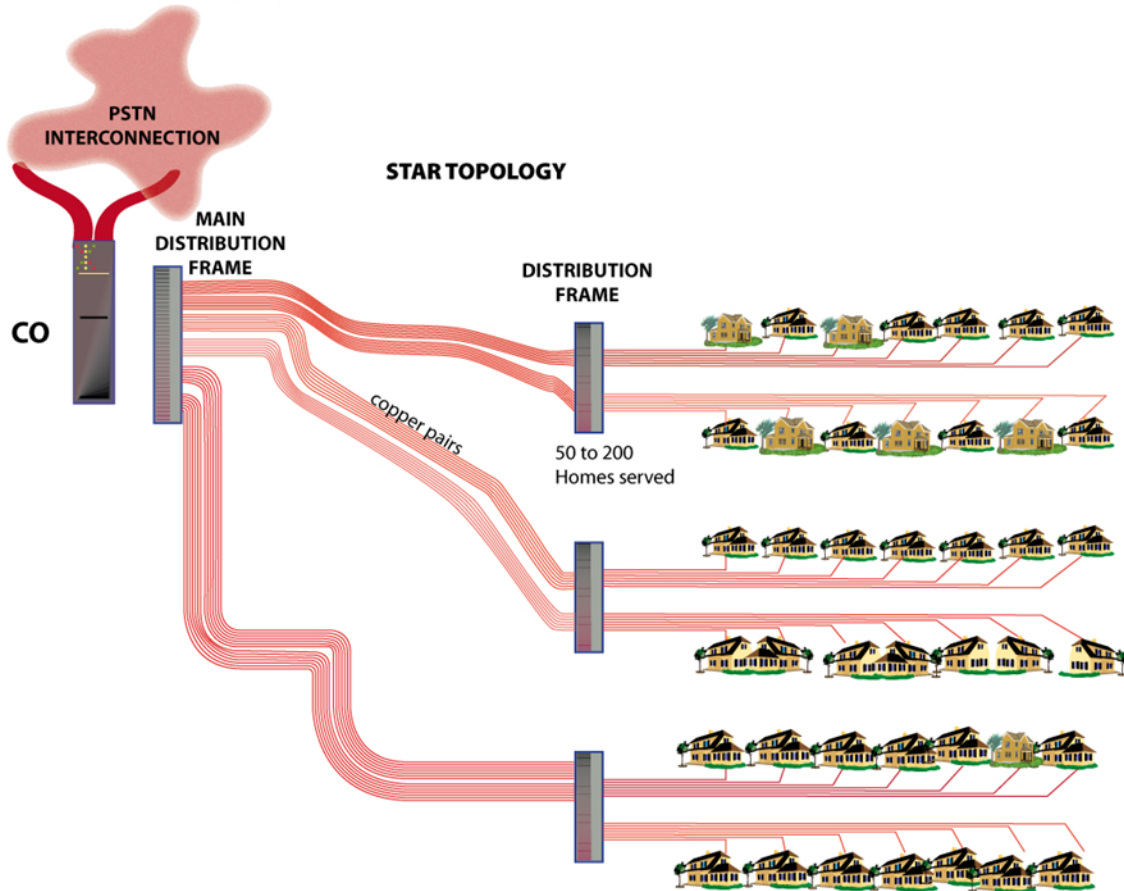 PSTN
INTERCONNECTION
STAR TOPOLOGY
MAIN
DISTRIBUTION
FRAME
DISTRIBUTION
FRAME
CO
copper pairs
50 to 200
Homes served